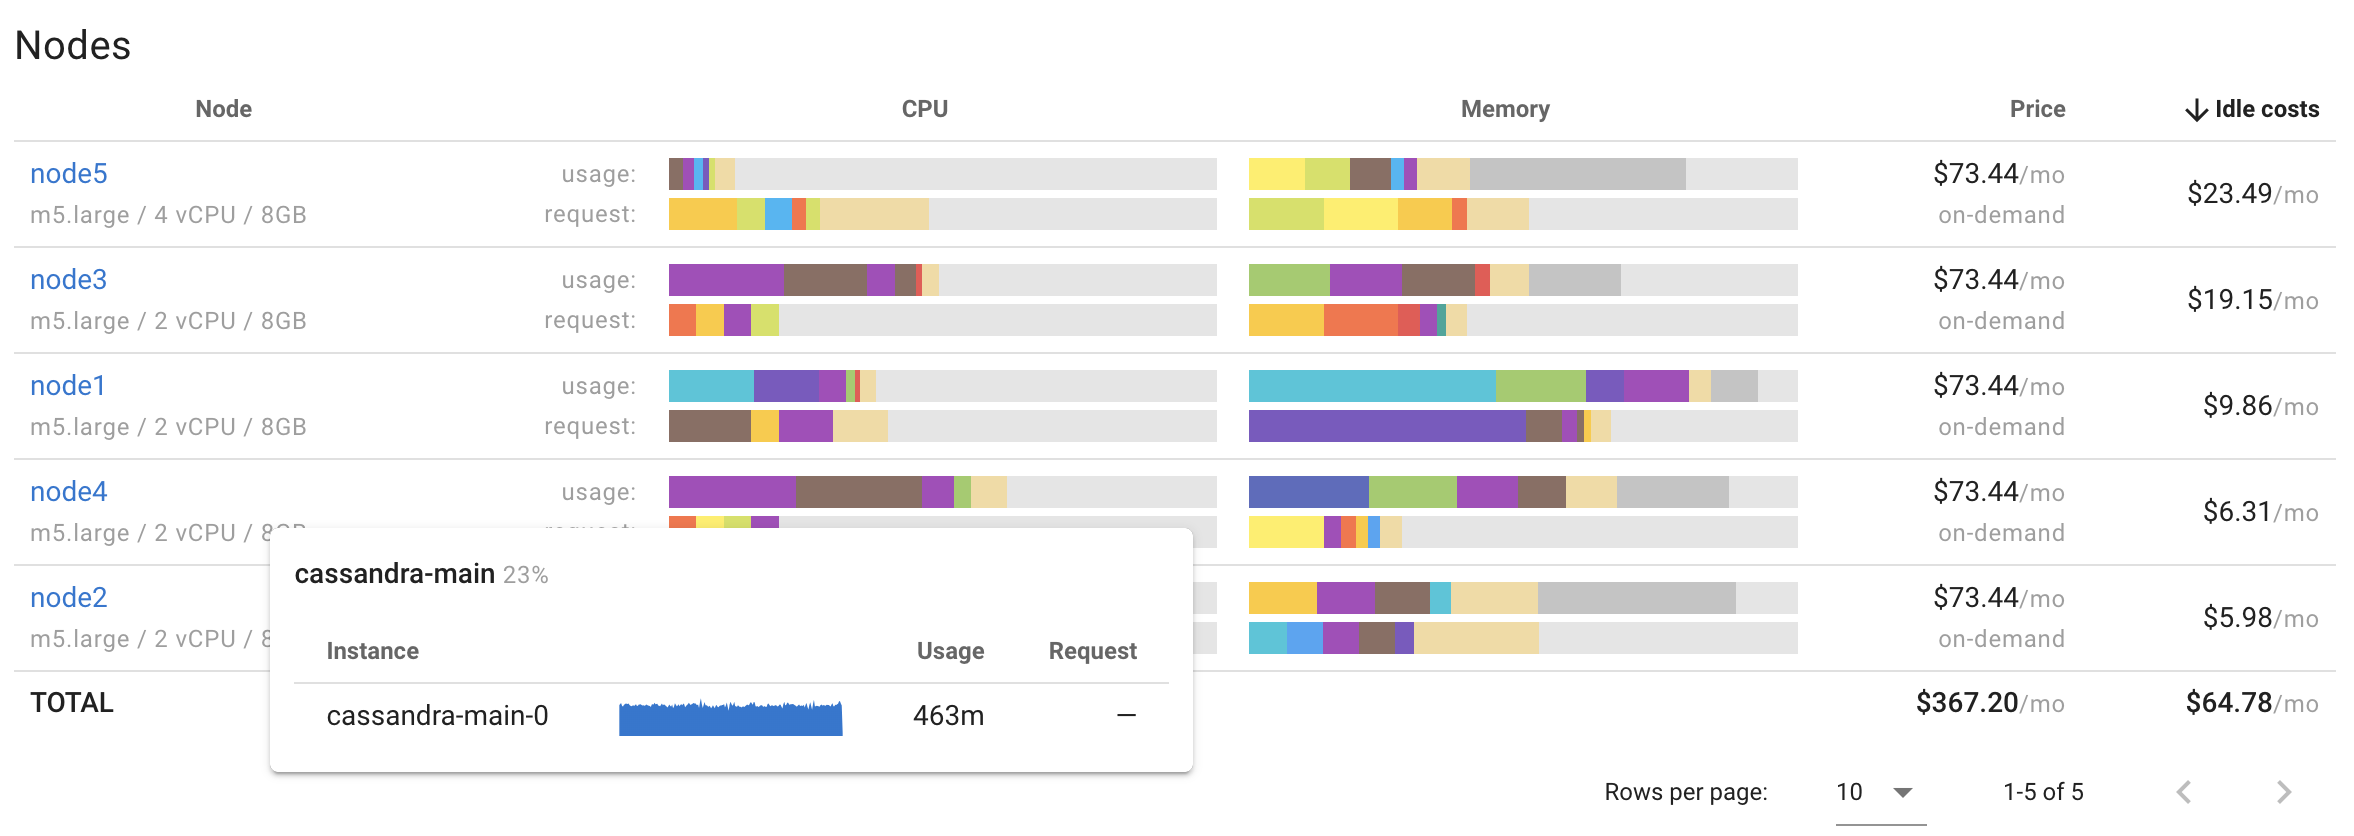 Nodes
Node CPU Memory Price Idle costs
node5 usage: $73.44/mo $23.49/mo
m5.large / 4 vCPU / 8GB request: on-demand
node3 usage: $73.44/mo $19.15/mo
m5.large / 2 vCPU / 8GB request: on-demand
node1 usage: $73.44/mo $9.86/mo
m5.large / 2 vCPU / 8GB request: on-demand
node4 usage: $73.44/mo $6.31/mo
m5.large / 2 vCPU / 8GB request: on-demand
cassandra-main 23%
node2 $73.44/mo $5.98/mo
m5.large / 2 vCPU / 8 on-demand
Instance Usage Request
TOTAL $367.20/mo $64.78/mo
cassandra-main-0 463m —
Rows per page: 10 1-5 of 5